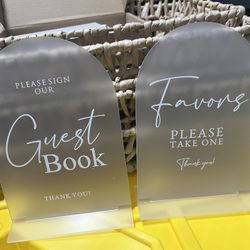 PLEASE SIGN
OUR
Guest
BOOK
THANK YOU!
Favors
PLEASE
TAKE ONE
Thank you!